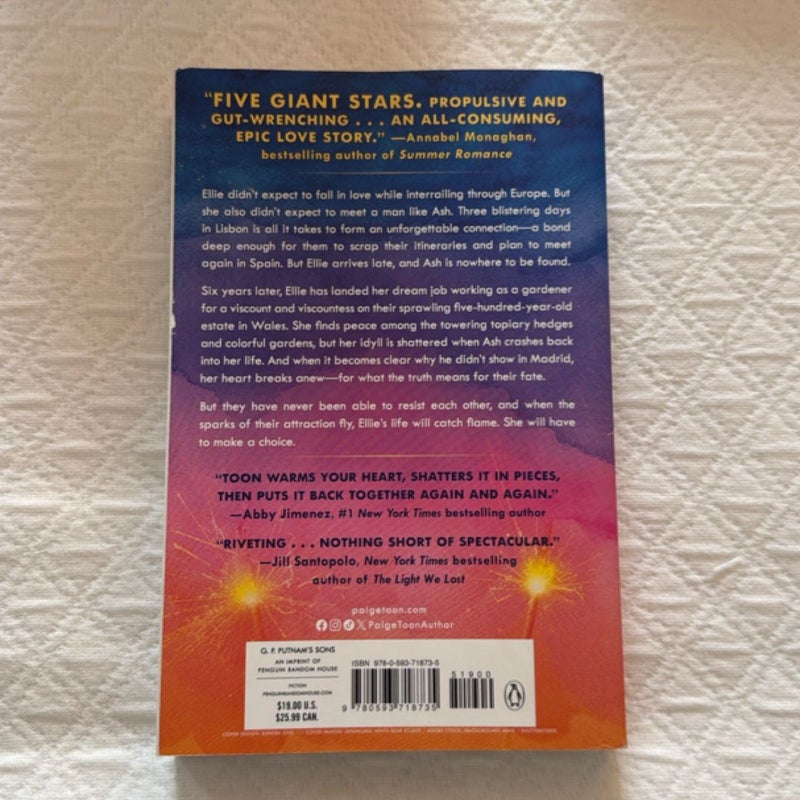 "FIVE GIANT STARS. PROPULSIVE AND
GUT-WRENCHING . . . AN ALL-CONSUMING,
EPIC LOVE STORY." —Annabel Monaghan,
bestselling author of Summer Romance
Ellie didn't expect to fall in love while interrailing through Europe. But
she also didn't expect to meet a man like Ash. Three blistering days
in Lisbon is all it takes to form an unforgettable connection—a bond
deep enough for them to scrap their itineraries and plan to meet
again in Spain. But Ellie arrives late, and Ash is nowhere to be found.
Six years later, Ellie has landed her dream job working as a gardener
for a viscount and viscountess on their sprawling five-hundred-year-old
estate in Wales. She finds peace among the towering topiary hedges
and colorful gardens, but her idyll is shattered when Ash crashes back
into her life. And when it becomes clear why he didn't show in Madrid,
her heart breaks anew—for what the truth means for their fate.
But they have never been able to resist each other, and when the
sparks of their attraction fly, Ellie's life will catch flame. She will have
to make a choice.
"TOON WARMS YOUR HEART, SHATTERS IT IN PIECES,
THEN PUTS IT BACK TOGETHER AGAIN AND AGAIN."
—Abby Jimenez, #1 New York Times bestselling author
"RIVETING . . . NOTHING SHORT OF SPECTACULAR."
—Jill Santopolo, New York Times bestselling
author of The Light We Lost
paigetoon.com
PaigeToonAuthor
G. P. PUTNAM'S SONS
AN IMPRINT OF
PENGUIN RANDOM HOUSE
FICTION
PENGUINRANDOMHOUSE.COM
$19.00 U.S.
$25.99 CAN.
ISBN 978-0-593-71873-5
51900
9 780593 718735